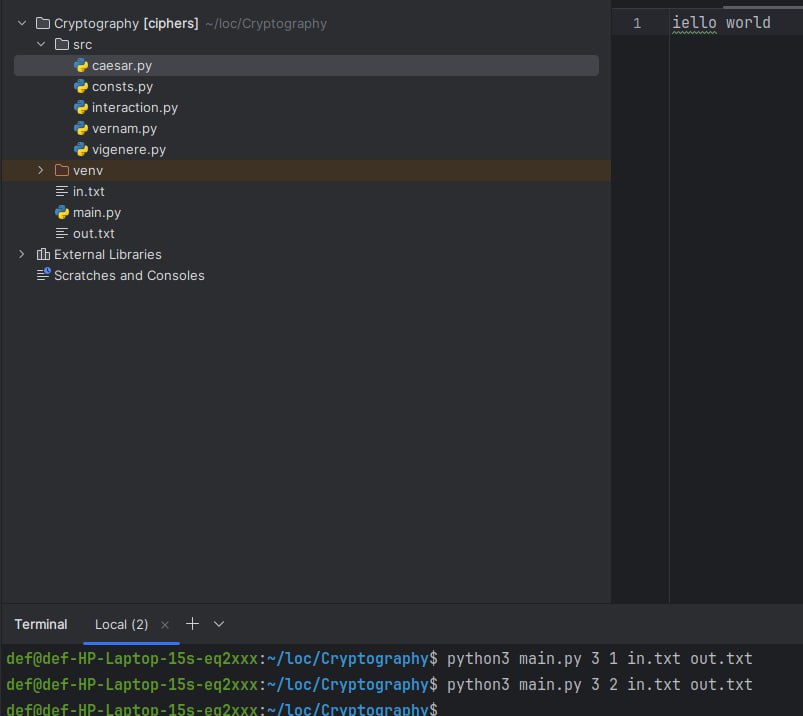 Cryptography [ciphers] ~/loc/Cryptography
src
caesar.py
consts.py
interaction.py
vernam.py
vigenere.py
venv
in.txt
main.py
out.txt
External Libraries
Scratches and Consoles
1 iello world
Terminal Local (2) × + 
def@def-HP-Laptop-15s-eq2xxx:~/loc/Cryptography$ python3 main.py 3 1 in.txt out.txt
def@def-HP-Laptop-15s-eq2xxx:~/loc/Cryptography$ python3 main.py 3 2 in.txt out.txt
def@def-HP-Laptop-15s-eq2xxx:~/loc/Cryptography$